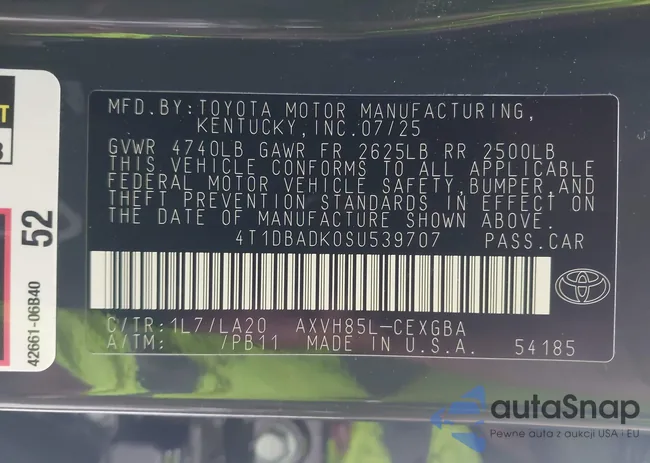 MFD.BY:TOYOTA MOTOR MANUFACTURING,
KENTUCKY,INC.07/25
GVWR 4740LB GAWR FR 2625LB RR 2500LB
THIS VEHICLE CONFORMS TO ALL APPLICABLE
FEDERAL MOTOR VEHICLE SAFETY,BUMPER,AND
THEFT PREVENTION STANDARDS IN EFFECT ON
THE DATE OF MANUFACTURE SHOWN ABOVE.
4T1DBADK0SU539707 PASS.CAR
C/TR:1L7/LA20 AXVH85L-CEXGBA
A/TM: /PB11 MADE IN U.S.A. 54185
52
42661-06B40
autaSnap
Pewne auta z aukcji USA i EU